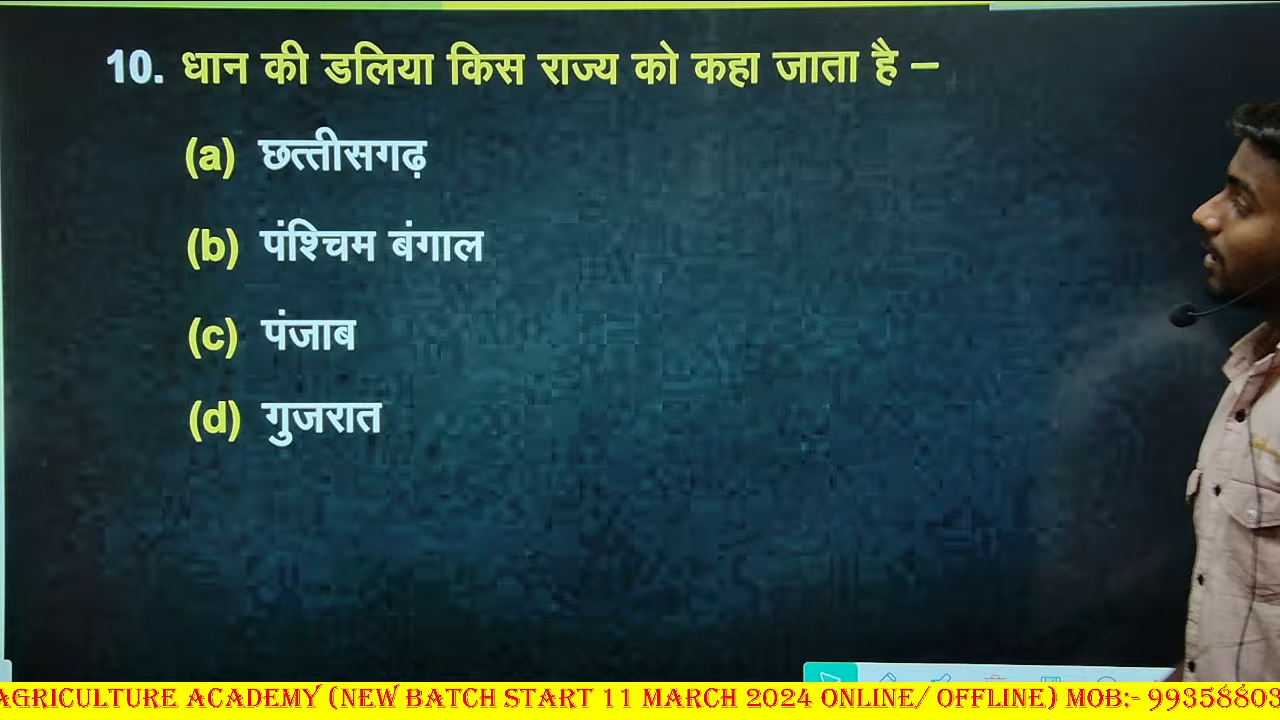 10. धान की डलिया किस राज्य को कहा जाता है –
(a) छत्तीसगढ़
(b) पंश्चिम बंगाल
(c) पंजाब
(d) गुजरात
AGRICULTURE ACADEMY (NEW BATCH START 11 MARCH 2024 ONLINE/ OFFLINE) MOB:- 99358803